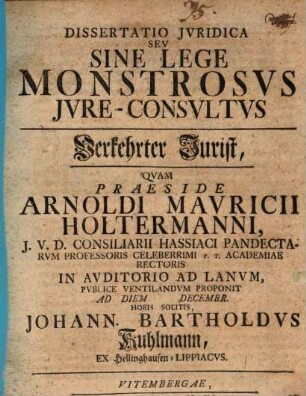 DISSERTATIO JVRIDICA
SEV
SINE LEGE
MONSTROSVS
JVRE-CONSVLTVS
Verkehrter Jurist,
QVAM
PRAESIDE
ARNOLDI MAVRICII
HOLTERMANNI,
J. V. D. CONSILIARII HASSIACI PANDECTA-
RVM PROFESSORIS CELEBERRIMI P. T. ACADEMIAE
RECTORIS
IN AVDITORIO AD LANVM,
PVBLICE VENTILANDVM PROPONIT
AD DIEM DECEMBR.
HORIS SOLITIS,
JOHANN. BARTHOLDVS
Kuhlmann,
EX Hellinghausen-LIPPIACVS.
VITEMBERGAE,